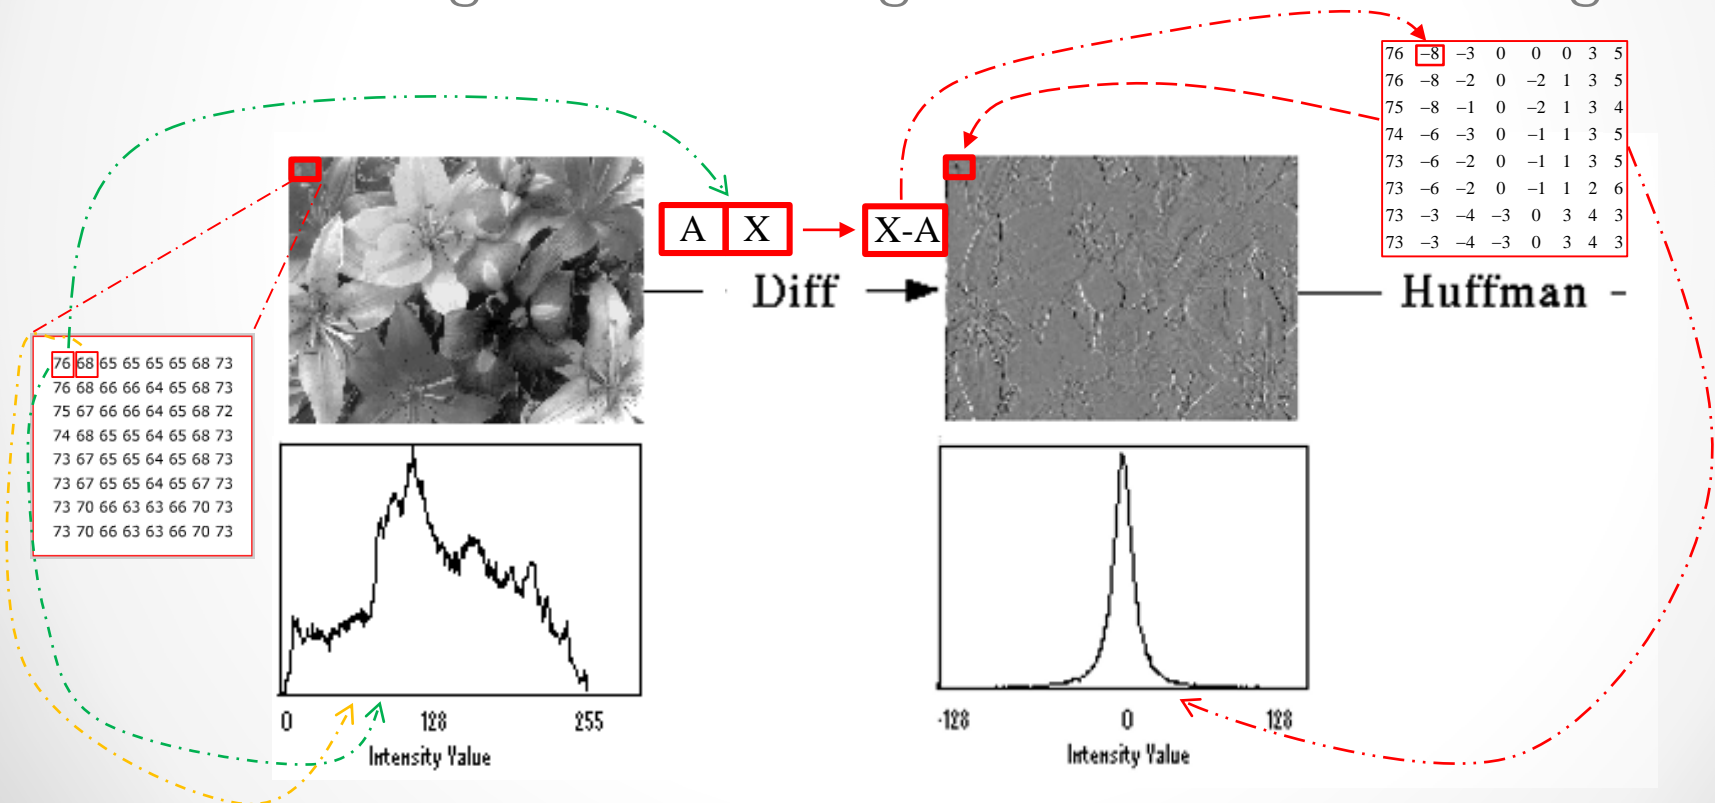 76 –8 –3 0 0 0 3 5
76 –8 –2 0 –2 1 3 5
75 –8 –1 0 –2 1 3 4
74 –6 –3 0 –1 1 3 5
73 –6 –2 0 –1 1 3 5
73 –6 –2 0 –1 1 2 6
73 –3 –4 –3 0 3 4 3
73 –3 –4 –3 0 3 4 3
A X X-A
Diff Huffman
76 68 65 65 65 65 68 73
76 68 66 66 64 65 68 73
75 67 66 66 64 65 68 72
74 68 65 65 64 65 68 73
73 67 65 65 64 65 68 73
73 67 65 65 64 65 67 73
73 70 66 63 63 66 70 73
73 70 66 63 63 66 70 73
0 128 255
Intensity Value
-128 0 128
Intensity Value